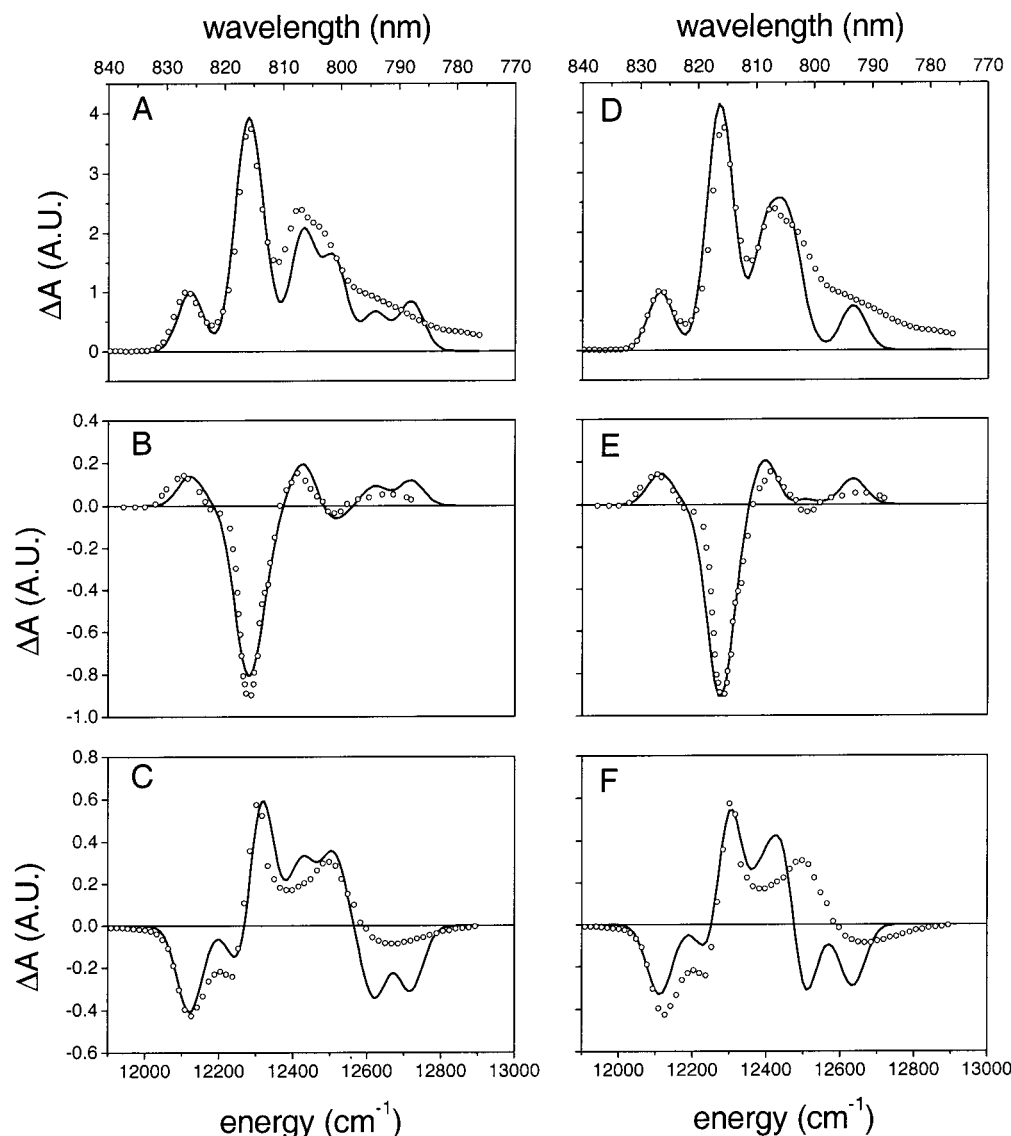 wavelength (nm)
wavelength (nm)
840 830 820 810 800 790 780 770
840 830 820 810 800 790 780 770
A
D
4
3
2
1
0
ΔA (A.U.)
B
E
0.4
0.2
0.0
-0.2
-0.4
-0.6
-0.8
-1.0
ΔA (A.U.)
C
F
0.8
0.6
0.4
0.2
0.0
-0.2
-0.4
-0.6
ΔA (A.U.)
12000 12200 12400 12600 12800 13000
12000 12200 12400 12600 12800 13000
energy (cm⁻¹)
energy (cm⁻¹)